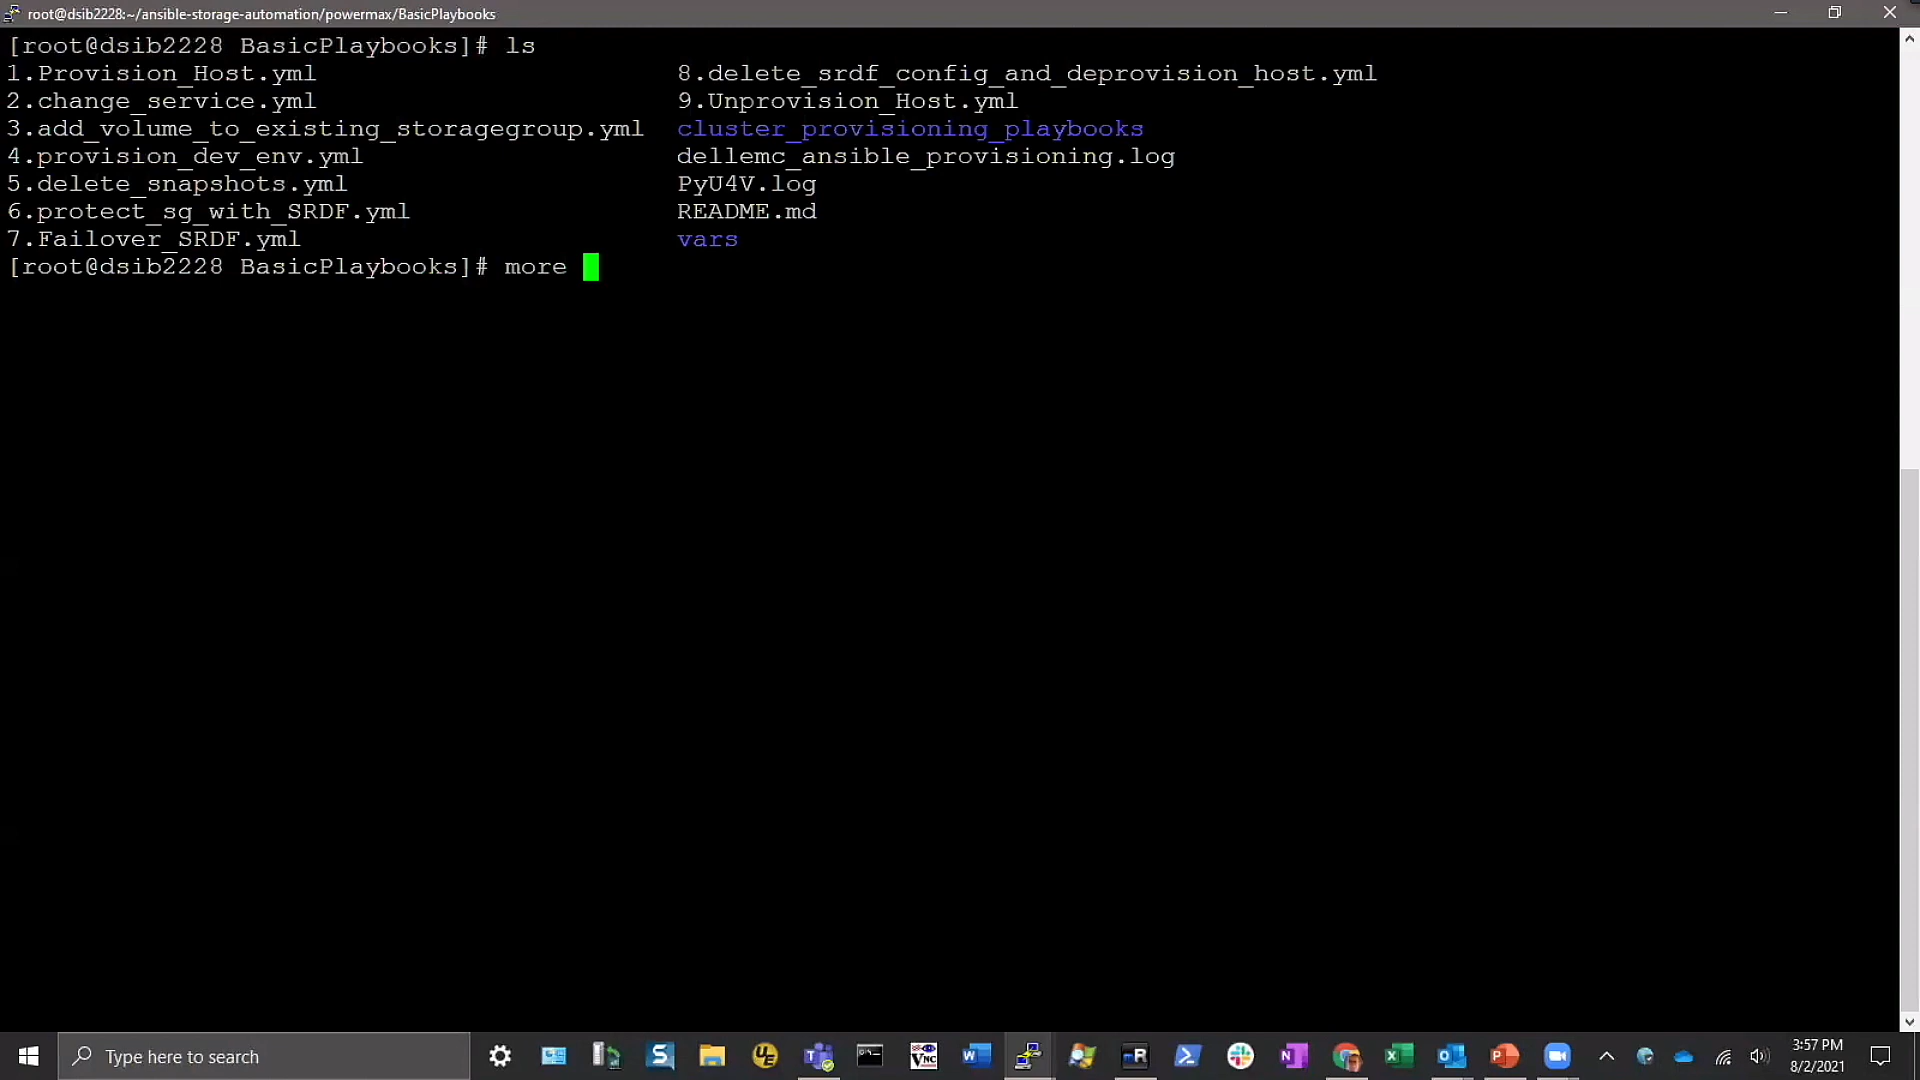 root@dsib2228:~/ansible-storage-automation/powermax/BasicPlaybooks
[root@dsib2228 BasicPlaybooks]# ls
1.Provision_Host.yml 8.delete_srdf_config_and_deprovision_host.yml
2.change_service.yml 9.Unprovision_Host.yml
3.add_volume_to_existing_storagegroup.yml cluster_provisioning_playbooks
4.provision_dev_env.yml dellemc_ansible_provisioning.log
5.delete_snapshots.yml PyU4V.log
6.protect_sg_with_SRDF.yml README.md
7.Failover_SRDF.yml vars
[root@dsib2228 BasicPlaybooks]# more
Type here to search
3:57 PM
8/2/2021